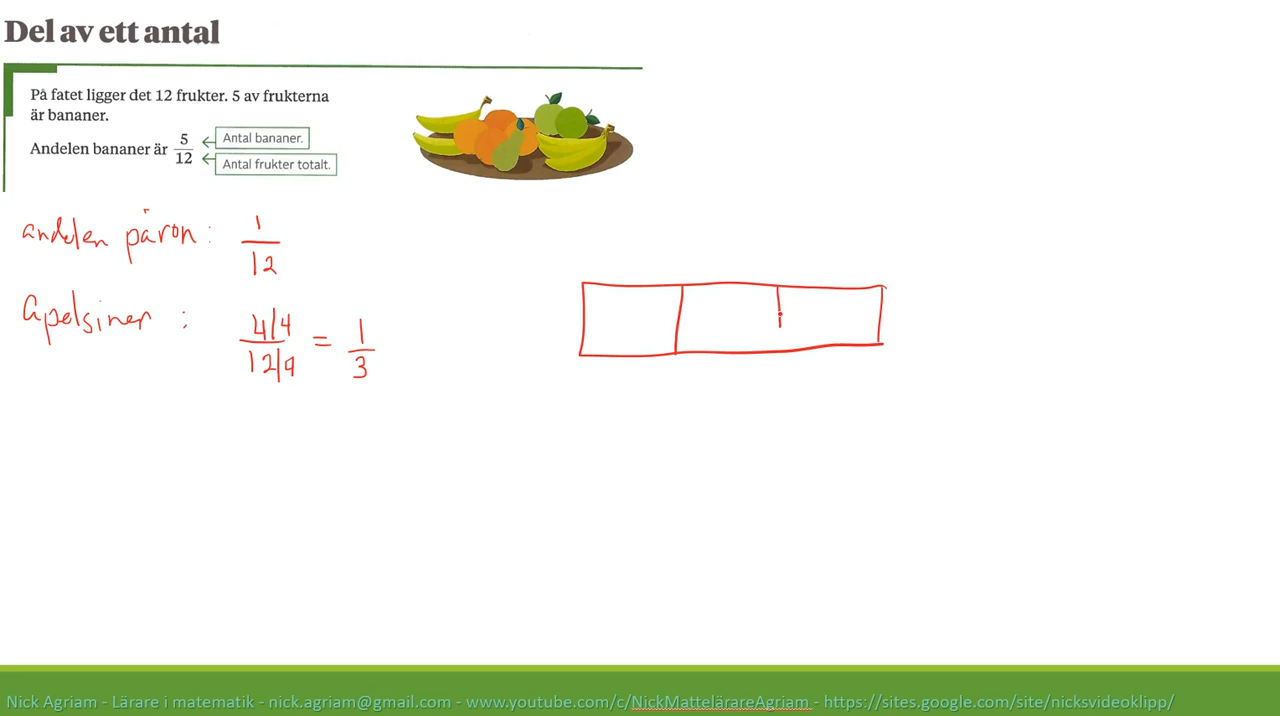 Del av ett antal
På fatet ligger det 12 frukter. 5 av frukterna
är bananer.
Andelen bananer är 5/12
Antal bananer.
Antal frukter totalt.
andelen päron: 1/12
Apelsiner: 4/4 / 12/4 = 1/3
Nick Agriam - Lärare i matematik - nick.agriam@gmail.com - www.youtube.com/c/NickMattelärareAgriam - https://sites.google.com/site/nicksvideoklipp/